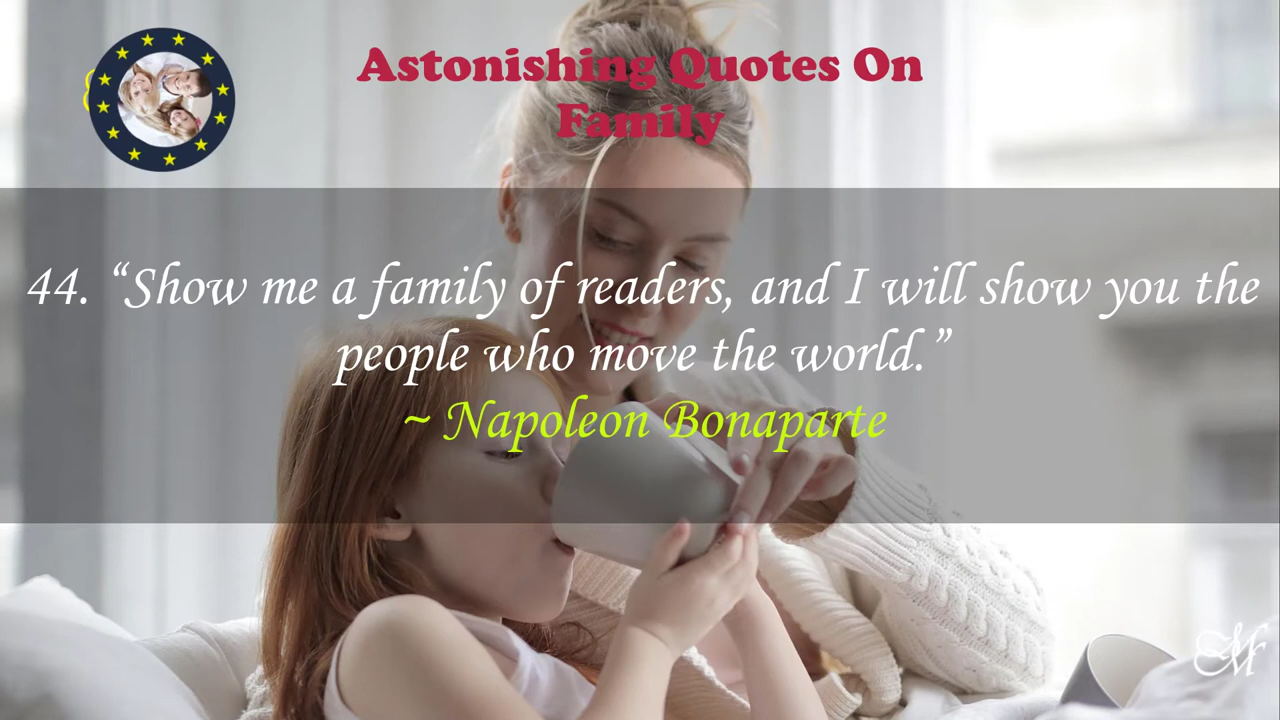 Astonishing Quotes On
Family
44. “Show me a family of readers, and I will show you the
people who move the world.”
~ Napoleon Bonaparte
M